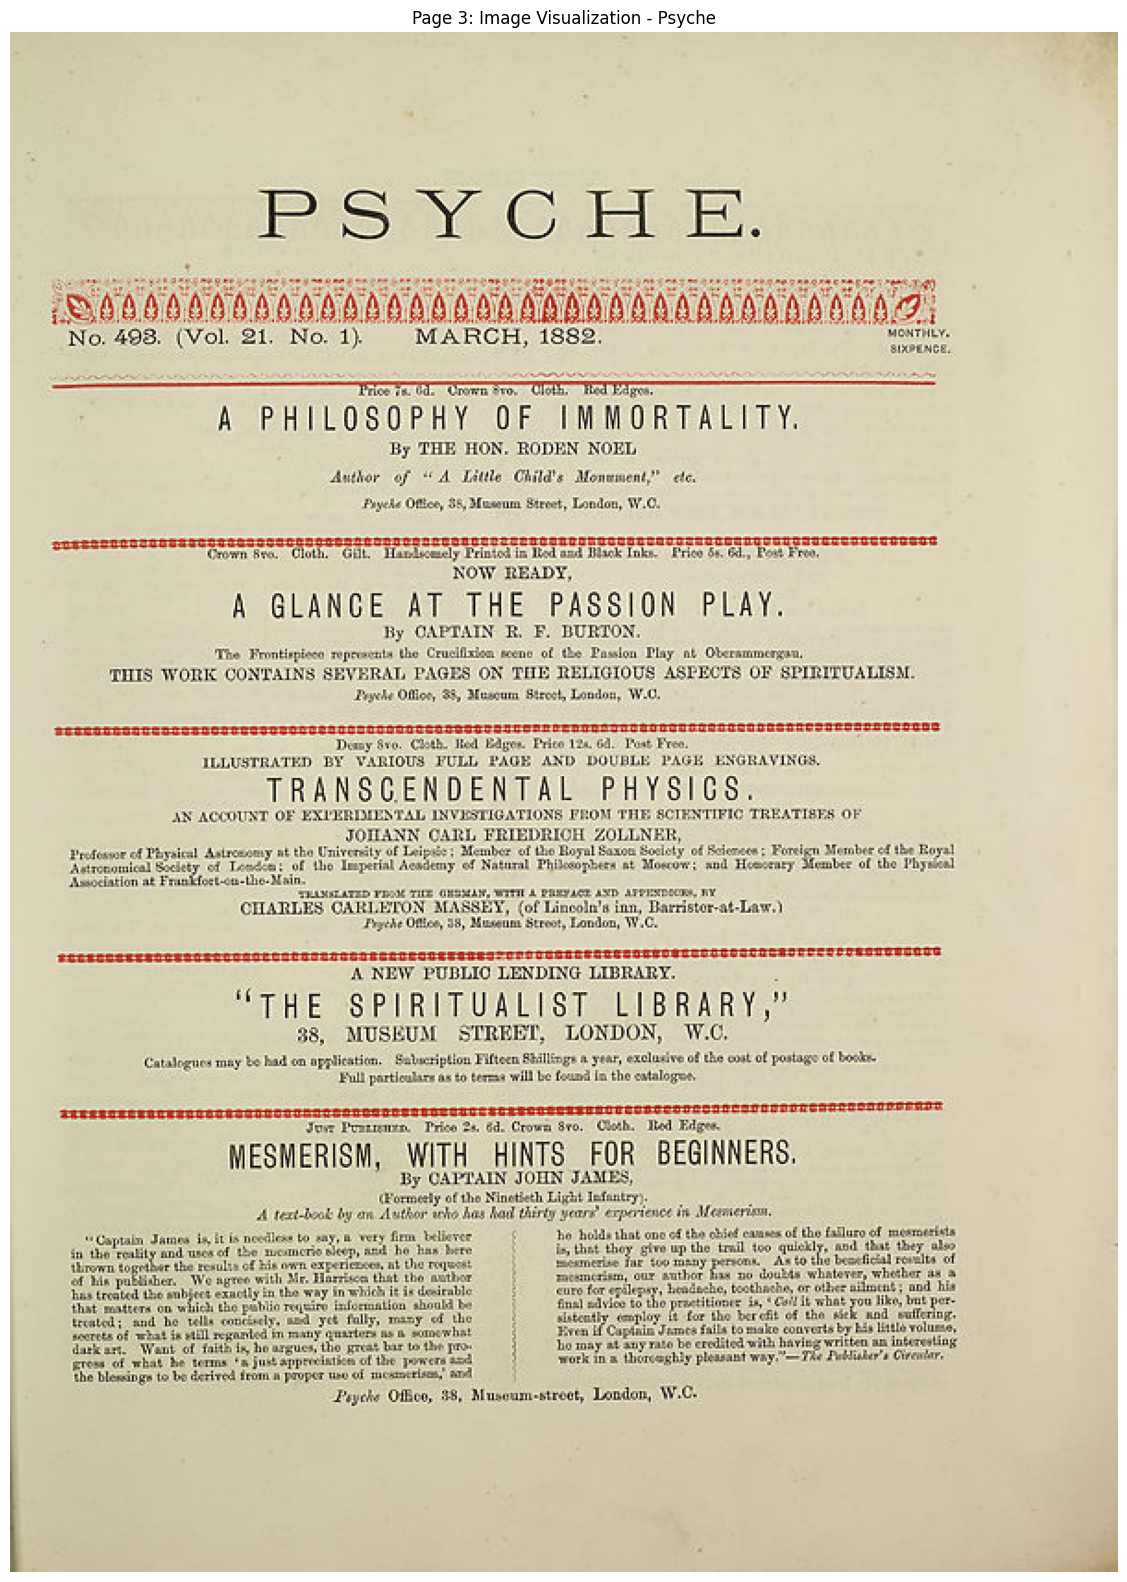 Page 3: Image Visualization - Psyche
PSYCHE.
No. 493. (Vol. 21. No. 1). MARCH, 1882.
MONTHLY.
SIXPENCE.
Price 7s. 6d. Crown 8vo. Cloth. Red Edges.
A PHILOSOPHY OF IMMORTALITY.
By THE HON. RODEN NOEL
Author of "A Little Child's Monument," etc.
Psyche Office, 38, Museum Street, London, W.C.
Crown 8vo. Cloth. Gilt. Handsomely Printed in Red and Black Inks. Price 5s. 6d., Post Free.
NOW READY,
A GLANCE AT THE PASSION PLAY.
By CAPTAIN R. F. BURTON.
The Frontispiece represents the Crucifixion scene of the Passion Play at Oberammergau.
THIS WORK CONTAINS SEVERAL PAGES ON THE RELIGIOUS ASPECTS OF SPIRITUALISM.
Psyche Office, 38, Museum Street, London, W.C.
Demy 8vo. Cloth. Red Edges. Price 12s. 6d. Post Free.
ILLUSTRATED BY VARIOUS FULL PAGE AND DOUBLE PAGE ENGRAVINGS.
TRANSCENDENTAL PHYSICS.
AN ACCOUNT OF EXPERIMENTAL INVESTIGATIONS FROM THE SCIENTIFIC TREATISES OF
JOHANN CARL FRIEDRICH ZOLLNER,
Professor of Physical Astronomy at the University of Leipsic; Member of the Royal Saxon Society of Sciences; Foreign Member of the Royal
Astronomical Society of London; of the Imperial Academy of Natural Philosophers at Moscow; and Honorary Member of the Physical
Association at Frankfort-on-the-Main.
TRANSLATED FROM THE GERMAN, WITH A PREFACE AND APPENDICES, BY
CHARLES CARLETON MASSEY, (of Lincoln's inn, Barrister-at-Law.)
Psyche Office, 38, Museum Street, London, W.C.
A NEW PUBLIC LENDING LIBRARY.
"THE SPIRITUALIST LIBRARY,"
38, MUSEUM STREET, LONDON, W.C.
Catalogues may be had on application. Subscription Fifteen Shillings a year, exclusive of the cost of postage of books.
Full particulars as to terms will be found in the catalogue.
JUST PUBLISHED. Price 2s. 6d. Crown 8vo. Cloth. Red Edges.
MESMERISM, WITH HINTS FOR BEGINNERS.
By CAPTAIN JOHN JAMES,
(Formerly of the Ninetieth Light Infantry).
A text-book by an Author who has had thirty years' experience in Mesmerism.
"Captain James is, it is needless to say, a very firm believer
in the reality and uses of the mesmeric sleep, and he has here
thrown together the results of his own experiences, at the request
of his publisher. We agree with Mr. Harrison that the author
has treated the subject exactly in the way in which it is desirable
that matters on which the public require information should be
treated; and he tells concisely, and yet fully, many of the
secrets of what is still regarded in many quarters as a somewhat
dark art. Want of faith is, he argues, the great bar to the pro-
gress of what he terms 'a just appreciation of the powers and
the blessings to be derived from a proper use of mesmerism,' and
he holds that one of the chief causes of the failure of mesmerists
is, that they give up the trail too quickly, and that they also
mesmerise far too many persons. As to the beneficial results of
mesmerism, our author has no doubts whatever, whether as a
cure for epilepsy, headache, toothache, or other ailment; and his
final advice to the practitioner is, 'Call it what you like, but per-
sistently employ it for the benefit of the sick and suffering.
Even if Captain James fails to make converts by his little volume,
he may at any rate be credited with having written an interesting
work in a thoroughly pleasant way."—The Publisher's Circular.
Psyche Office, 38, Museum-street, London, W.C.